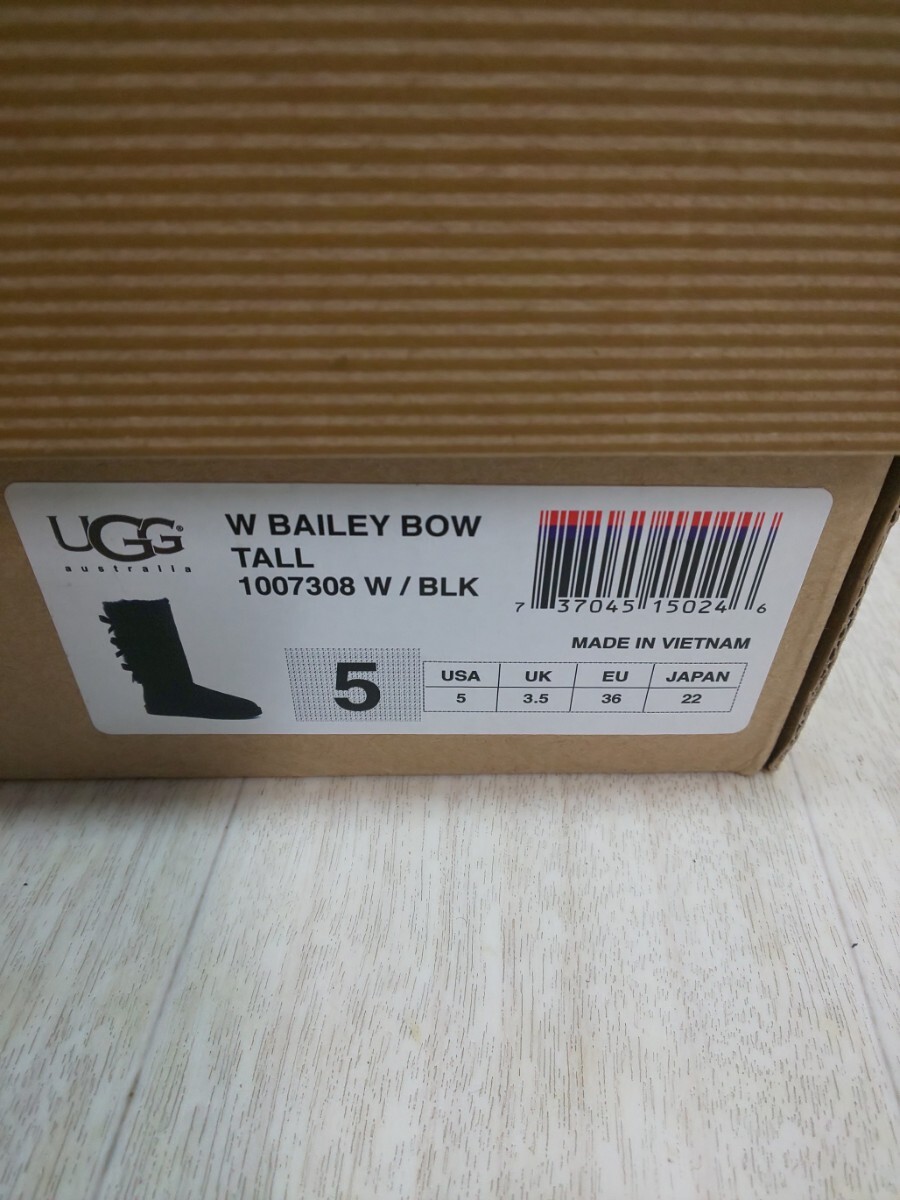 UGG®
australia
W BAILEY BOW
TALL
1007308 W / BLK
7 37045 15024 6
MADE IN VIETNAM
5
USA UK EU JAPAN
5 3.5 36 22